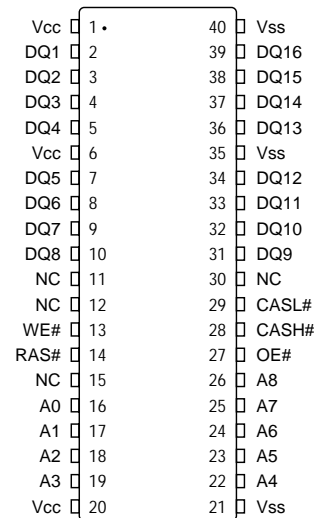 Vcc 1 • 40 Vss
DQ1 2 39 DQ16
DQ2 3 38 DQ15
DQ3 4 37 DQ14
DQ4 5 36 DQ13
Vcc 6 35 Vss
DQ5 7 34 DQ12
DQ6 8 33 DQ11
DQ7 9 32 DQ10
DQ8 10 31 DQ9
NC 11 30 NC
NC 12 29 CASL#
WE# 13 28 CASH#
RAS# 14 27 OE#
NC 15 26 A8
A0 16 25 A7
A1 17 24 A6
A2 18 23 A5
A3 19 22 A4
Vcc 20 21 Vss